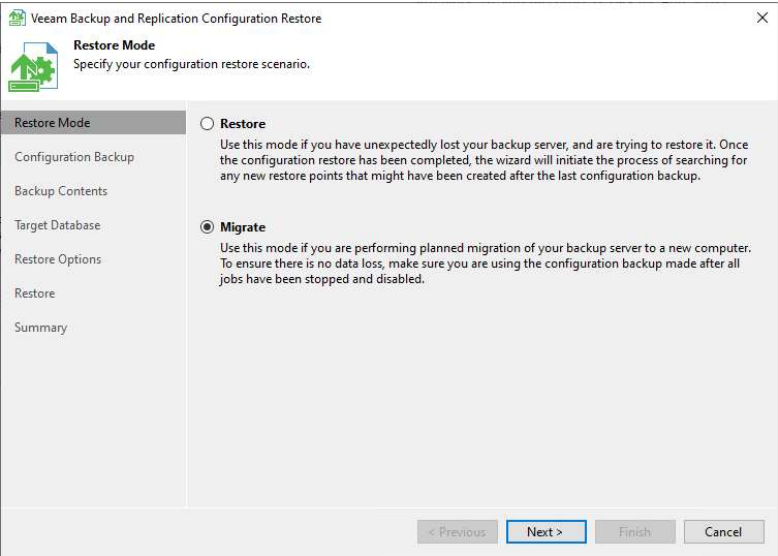 Veeam Backup and Replication Configuration Restore
Restore Mode
Specify your configuration restore scenario.
Restore Mode
Configuration Backup
Backup Contents
Target Database
Restore Options
Restore
Summary
Restore
Use this mode if you have unexpectedly lost your backup server, and are trying to restore it. Once
the configuration restore has been completed, the wizard will initiate the process of searching for
any new restore points that might have been created after the last configuration backup.
Migrate
Use this mode if you are performing planned migration of your backup server to a new computer.
To ensure there is no data loss, make sure you are using the configuration backup made after all
jobs have been stopped and disabled.
< Previous
Next >
Finish
Cancel